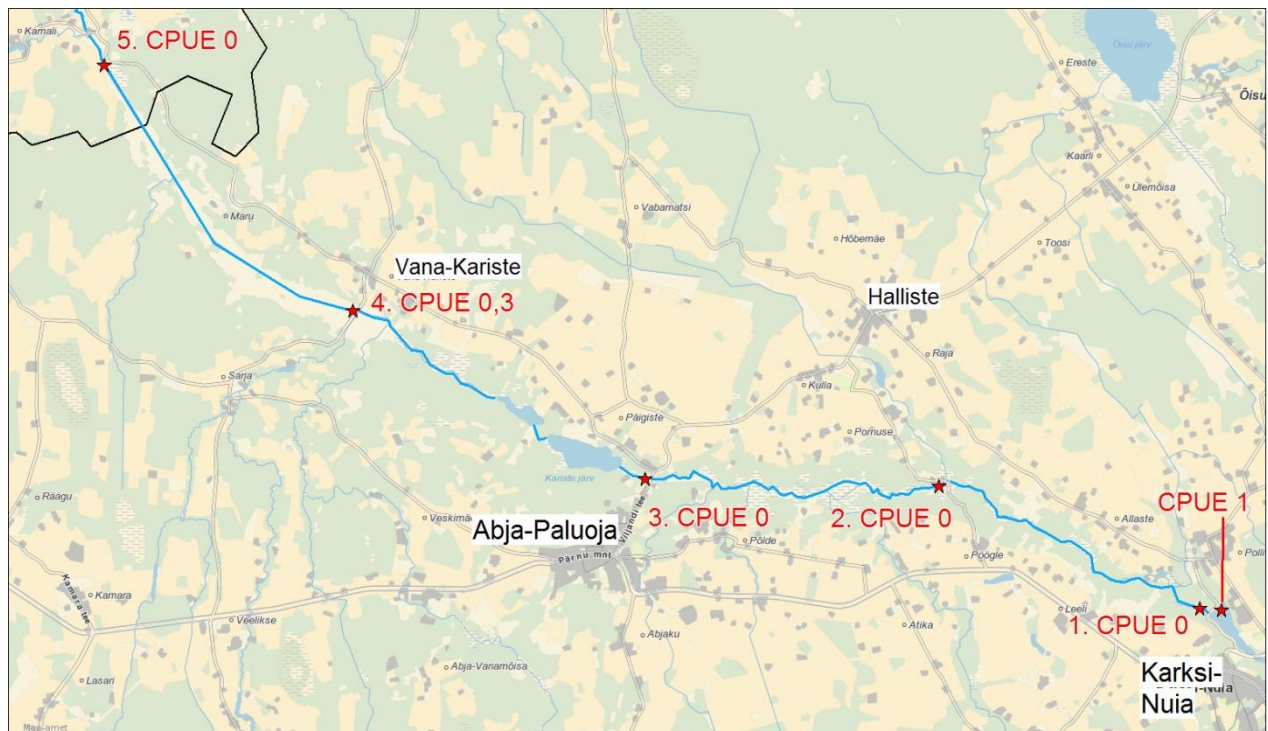 Kamali
5. CPUE 0
Õisu järv
Ereste
Kaarli
Ülemõisa
Maru
Vabamatsi
Hõbemäe
Toosi
Vana-Kariste
4. CPUE 0,3
Halliste
Raja
Sarja
Kulla
Päigiste
Pornuse
Kariste järv
Räägu
Veskimäe
Abja-Paluoja
Viljandi tee
3. CPUE 0
2. CPUE 0
CPUE 1
Allaste
Põlde
Pärnu mnt
Pöögle
Polli
Kamara tee
Kamara
Veelikse
Leeli
1. CPUE 0
Atika
Abjaku
Abja-Vanamõisa
Lasari
Karksi-
Nuia
Maa-amet